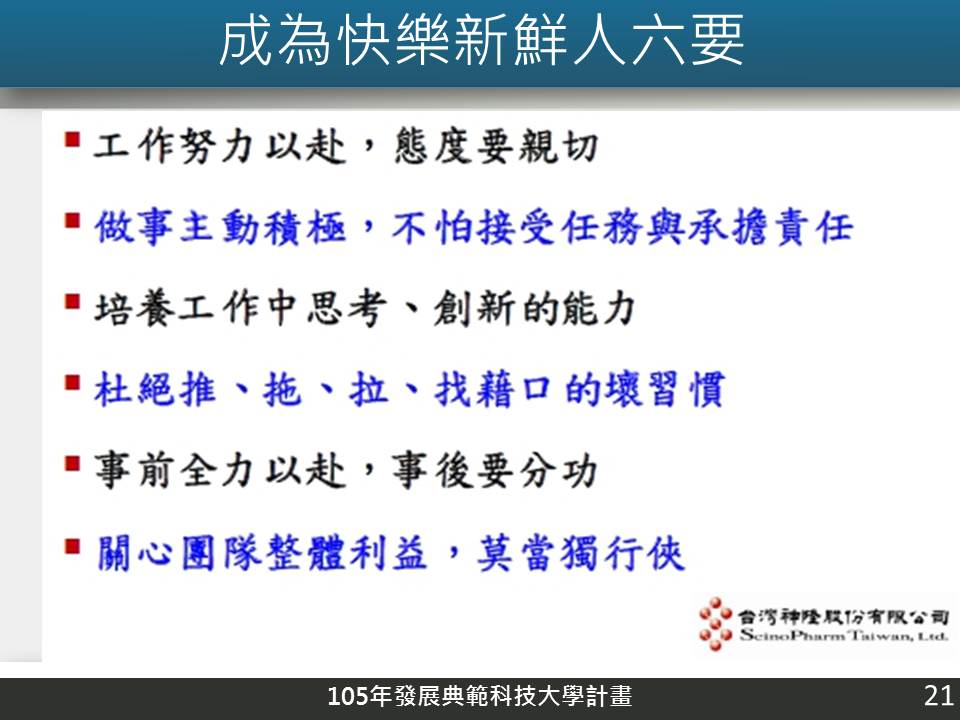 成為快樂新鮮人六要
▪ 工作努力以赴，態度要親切
▪ 做事主動積極，不怕接受任務與承擔責任
▪ 培養工作中思考、創新的能力
▪ 杜絕推、拖、拉、找藉口的壞習慣
▪ 事前全力以赴，事後要分功
▪ 關心團隊整體利益，莫當獨行俠
台灣神隆股份有限公司
ScinoPharm Taiwan, Ltd.
105年發展典範科技大學計畫
21